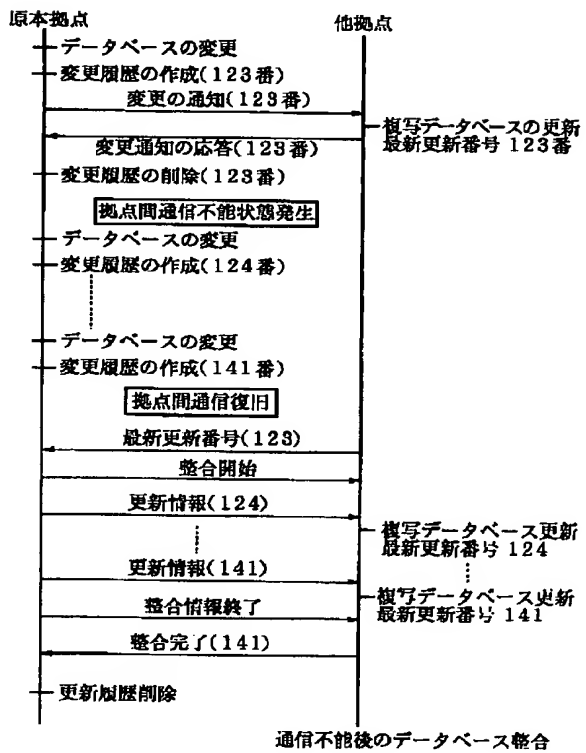 原本拠点
他拠点
データベースの変更
変更履歴の作成(123番)
変更の通知(123番)
複写データベースの更新
最新更新番号 123番
変更通知の応答(123番)
変更履歴の削除(123番)
拠点間通信不能状態発生
データベースの変更
変更履歴の作成(124番)
データベースの変更
変更履歴の作成(141番)
拠点間通信復旧
最新更新番号(123)
整合開始
更新情報(124)
複写データベース更新
最新更新番号 124
更新情報(141)
複写データベース更新
最新更新番号 141
整合情報終了
整合完了(141)
更新履歴削除
通信不能後のデータベース整合